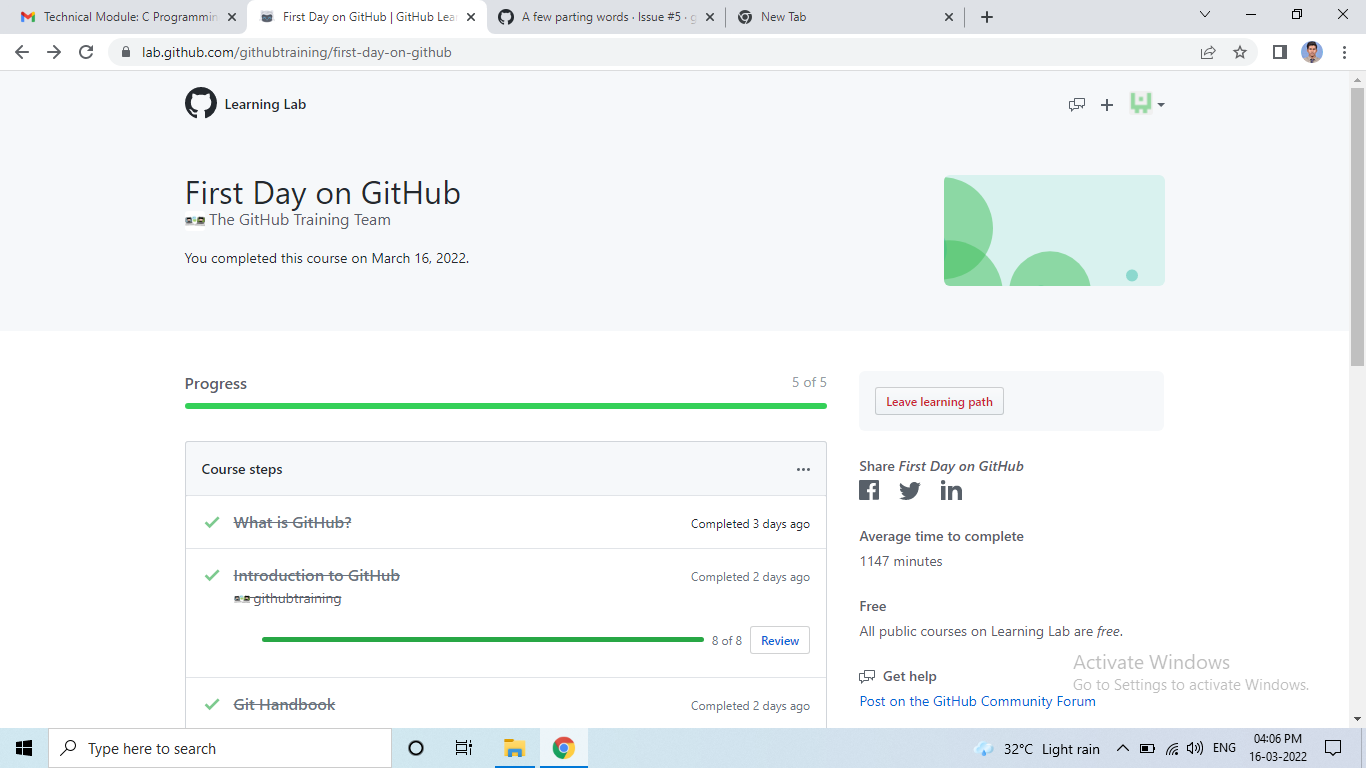 Technical Module: C Programmin
First Day on GitHub | GitHub Lea
A few parting words · Issue #5 · g
New Tab
lab.github.com/githubtraining/first-day-on-github
Learning Lab
First Day on GitHub
The GitHub Training Team
You completed this course on March 16, 2022.
Progress
5 of 5
Leave learning path
Course steps
What is GitHub?
Completed 3 days ago
Introduction to GitHub
Completed 2 days ago
githubtraining
8 of 8
Review
Git Handbook
Completed 2 days ago
Share First Day on GitHub
Average time to complete
1147 minutes
Free
All public courses on Learning Lab are free.
Get help
Post on the GitHub Community Forum
Activate Windows
Go to Settings to activate Windows.
Type here to search
32°C Light rain
ENG
04:06 PM
16-03-2022